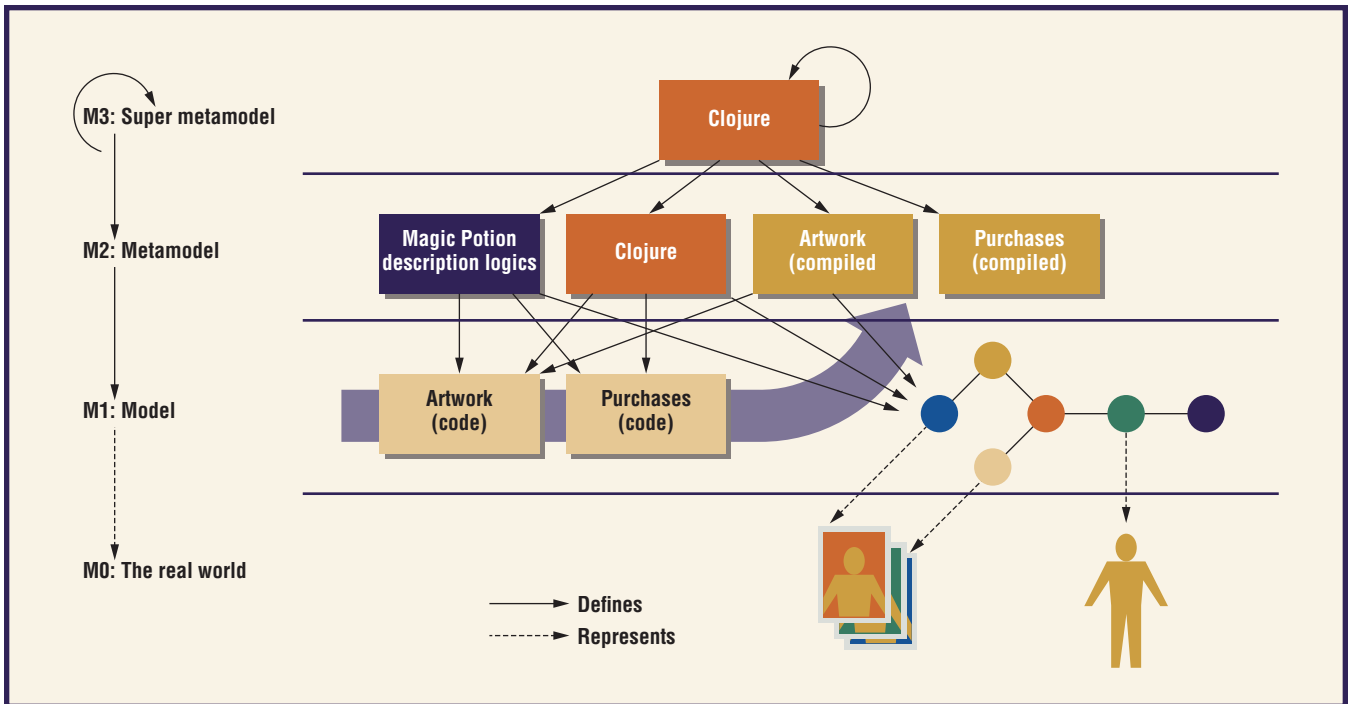 M3: Super metamodel
Clojure
M2: Metamodel
Magic Potion
description logics
Clojure
Artwork
(compiled
Purchases
(compiled)
M1: Model
Artwork
(code)
Purchases
(code)
M0: The real world
Defines
Represents